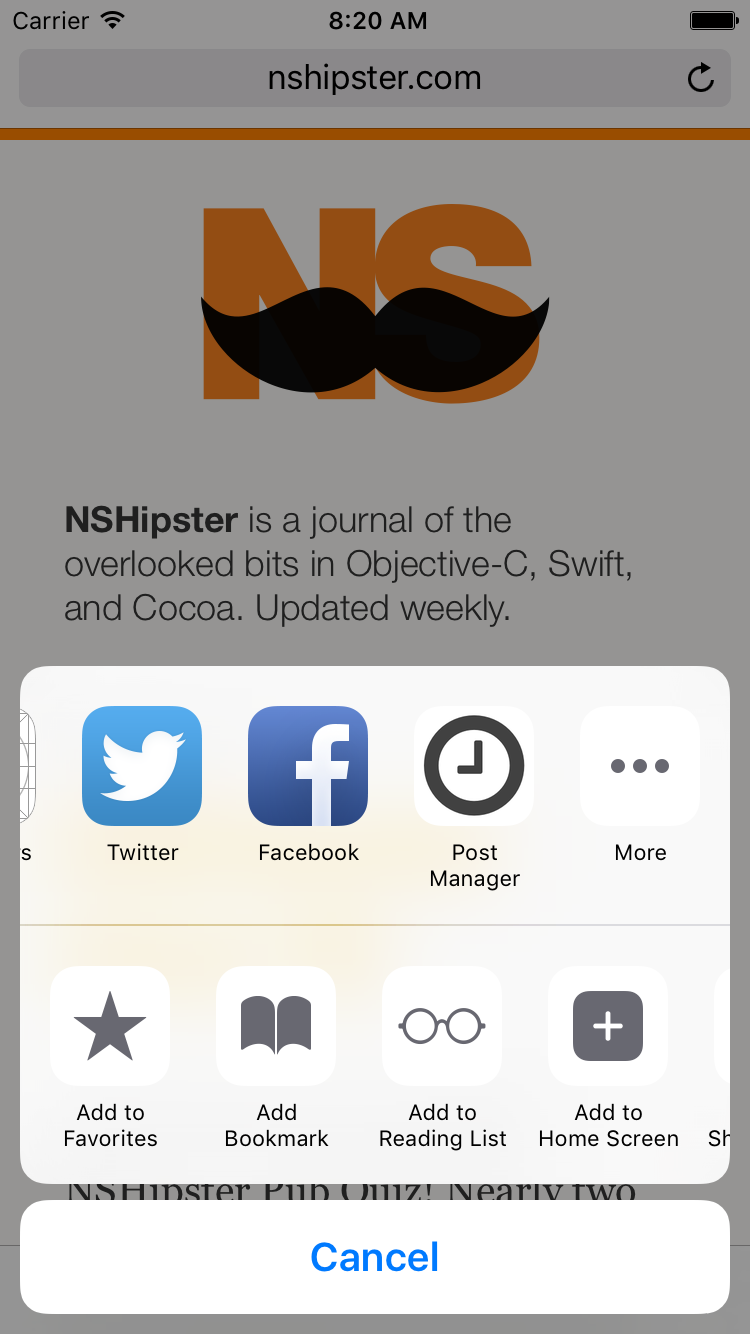 Carrier 8:20 AM
nshipster.com
NS
NSHipster is a journal of the
overlooked bits in Objective-C, Swift,
and Cocoa. Updated weekly.
s Twitter Facebook Post More
Manager
Add to Add Add to Add to
Favorites Bookmark Reading List Home Screen Sh
NSHipster Pub Quiz! Nearly two
Cancel